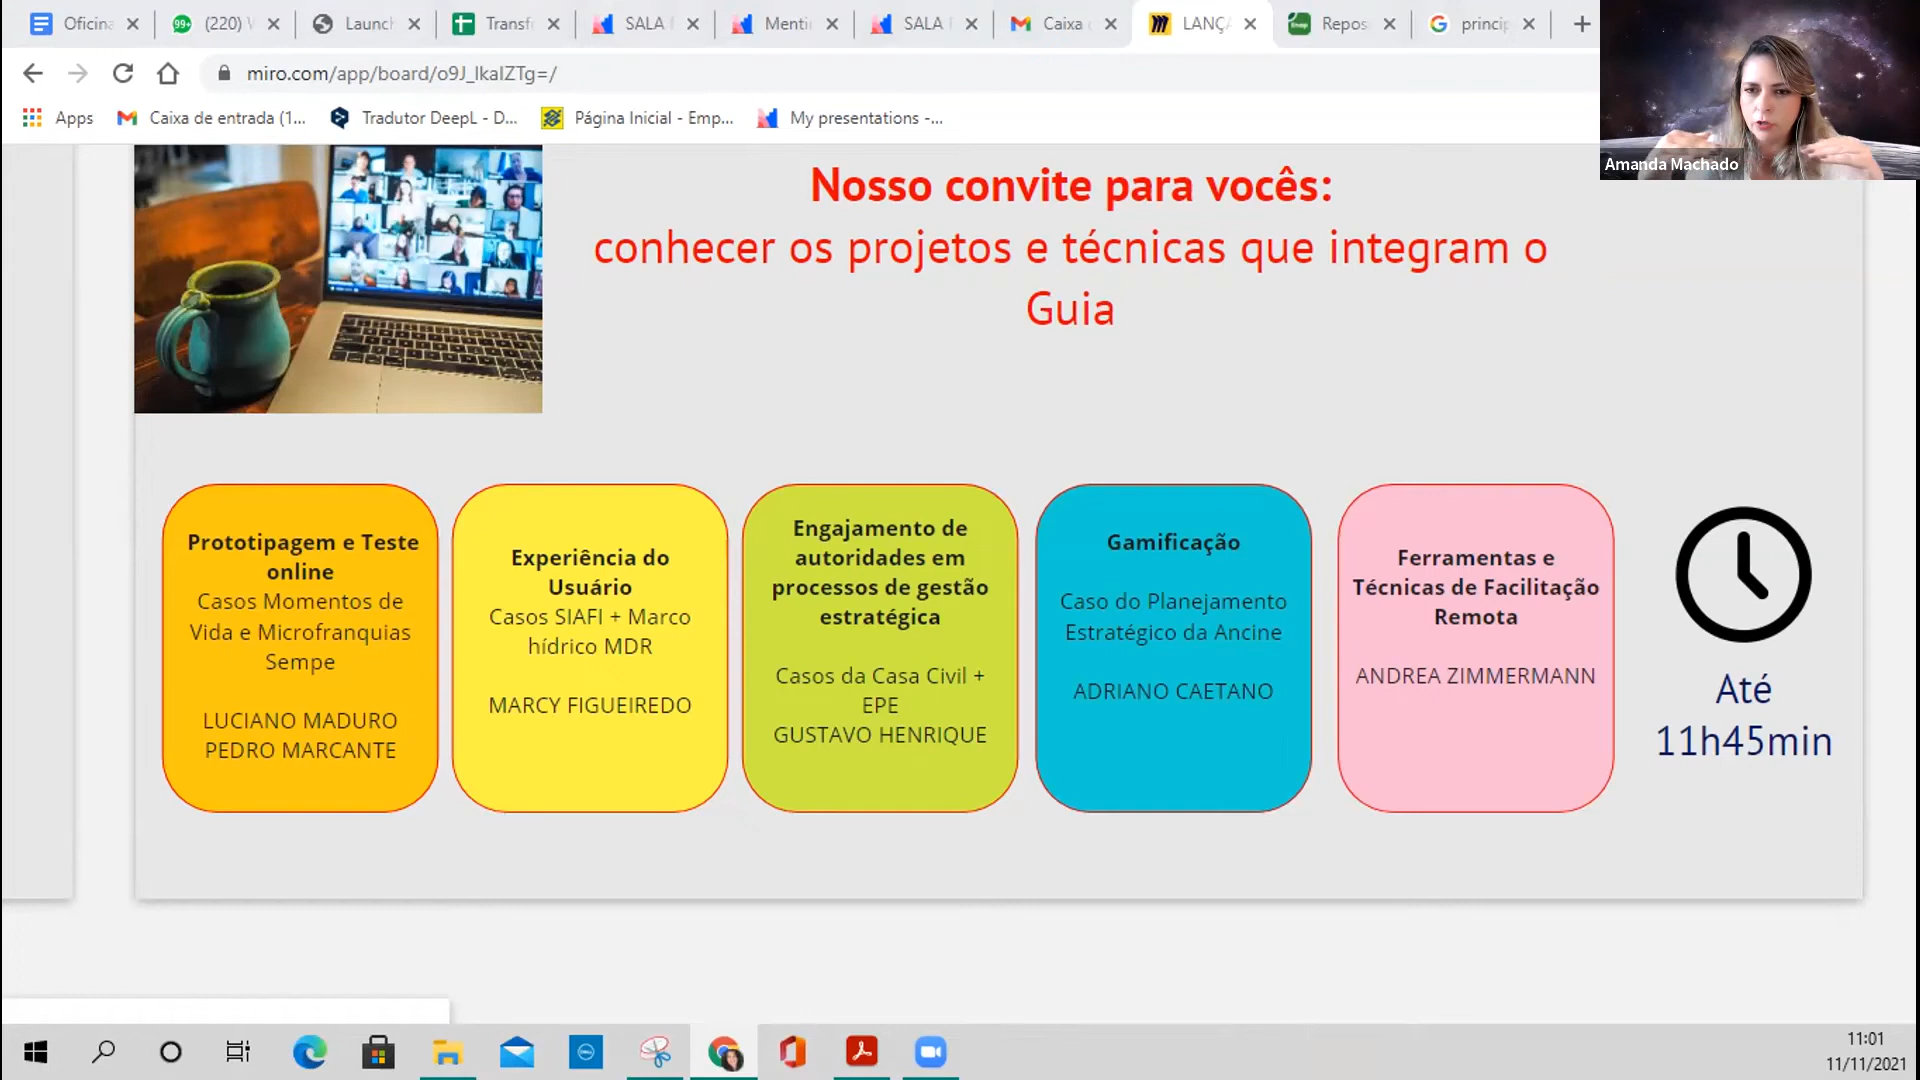 Oficin
99+
(220) V
Launch
Transf
SALA
Menti
SALA
Caixa
LANÇ
Repos
princip
miro.com/app/board/o9J_lkaIZTg=/
Apps
Caixa de entrada (1...
Tradutor DeepL - D...
Página Inicial - Emp...
My presentations -...
Amanda Machado
Nosso convite para vocês:
conhecer os projetos e técnicas que integram o
Guia
Prototipagem e Teste
online
Casos Momentos de
Vida e Microfranquias
Sempe
LUCIANO MADURO
PEDRO MARCANTE
Experiência do
Usuário
Casos SIAFI + Marco
hídrico MDR
MARCY FIGUEIREDO
Engajamento de
autoridades em
processos de gestão
estratégica
Casos da Casa Civil +
EPE
GUSTAVO HENRIQUE
Gamificação
Caso do Planejamento
Estratégico da Ancine
ADRIANO CAETANO
Ferramentas e
Técnicas de Facilitação
Remota
ANDREA ZIMMERMANN
Até
11h45min
11:01
11/11/2021